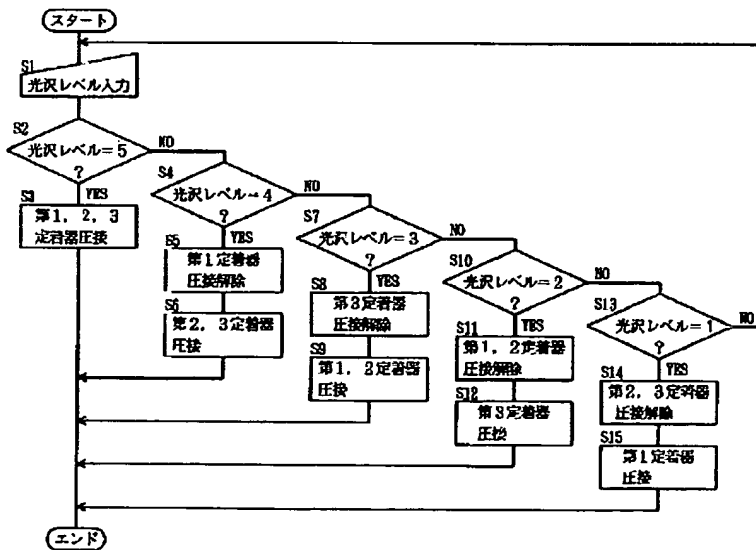 スタート
S1
光沢レベル入力
S2
光沢レベル=5
?
NO
YES
S3
第1，2，3
定着器圧接
S4
光沢レベル=4
?
NO
YES
S5
第1定着器
圧接解除
S6
第2，3定着器
圧接
S7
光沢レベル=3
?
NO
YES
S8
第3定着器
圧接解除
S9
第1，2定着器
圧接
S10
光沢レベル=2
?
NO
YES
S11
第1，2定着器
圧接解除
S12
第3定着器
圧接
S13
光沢レベル=1
?
NO
YES
S14
第2，3定着器
圧接解除
S15
第1定着器
圧接
エンド